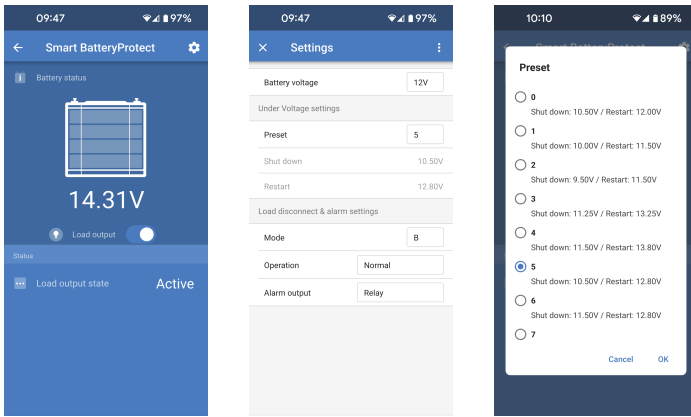 09:47
97%
Smart BatteryProtect
Battery status
14.31V
Load output
Status
Load output state
Active
09:47
97%
Settings
Battery voltage
12V
Under Voltage settings
Preset
5
Shut down
10.50V
Restart
12.80V
Load disconnect & alarm settings
Mode
B
Operation
Normal
Alarm output
Relay
10:10
89%
Smart BatteryProtect
Preset
0
Shut down: 10.50V / Restart: 12.00V
1
Shut down: 10.00V / Restart: 11.50V
2
Shut down: 9.50V / Restart: 11.50V
3
Shut down: 11.25V / Restart: 13.25V
4
Shut down: 11.50V / Restart: 13.80V
5
Shut down: 10.50V / Restart: 12.80V
6
Shut down: 11.50V / Restart: 12.80V
7
Cancel
OK